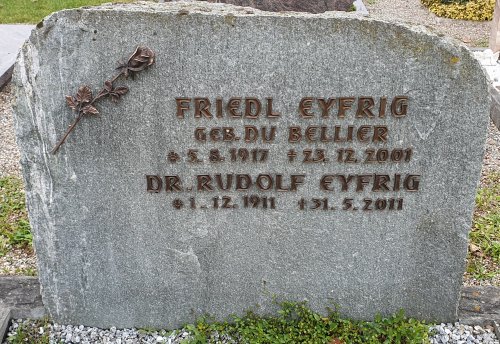 FRIEDL EYFRIG
GEB. DU BELLIER
* 5. 8. 1917 + 23. 12. 2001
DR. RUDOLF EYFRIG
* 1. 12. 1911 + 31. 5. 2011